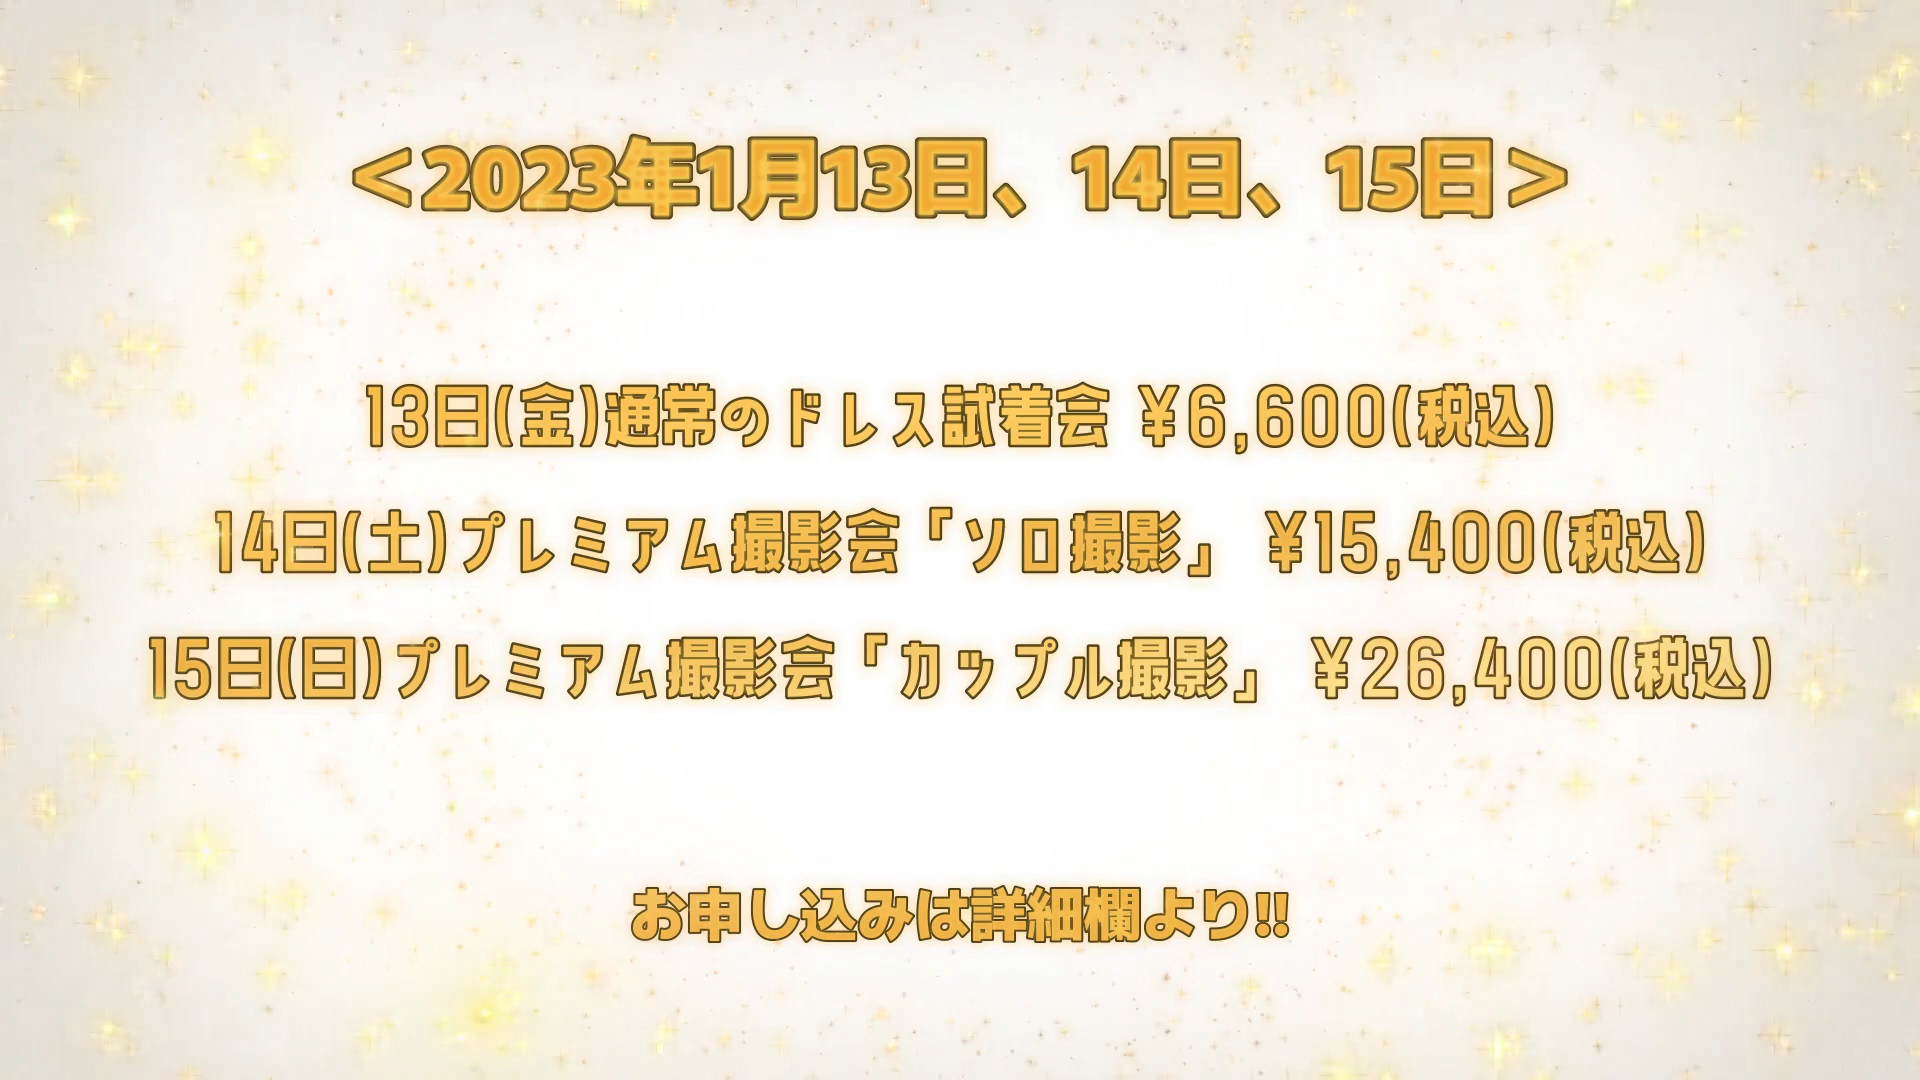 ＜2023年1月13日、14日、15日＞
13日(金)通常のドレス試着会 ¥6,600(税込)
14日(土)プレミアム撮影会「ソロ撮影」 ¥15,400(税込)
15日(日)プレミアム撮影会「カップル撮影」 ¥26,400(税込)
お申し込みは詳細欄より!!